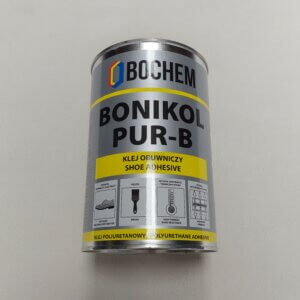 BOCHEM
BONIKOL
PUR-B
KLEJ OBUWNICZY
SHOE ADHESIVE
KLEJ POLIURETANOWY / POLYURETHANE ADHESIVE